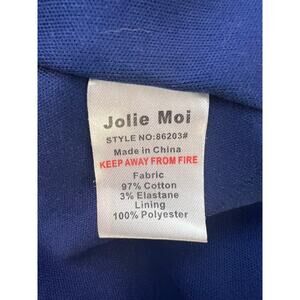 Jolie Moi
STYLE NO:86203#
Made in China
KEEP AWAY FROM FIRE
Fabric
97% Cotton
3% Elastane
Lining
100% Polyester